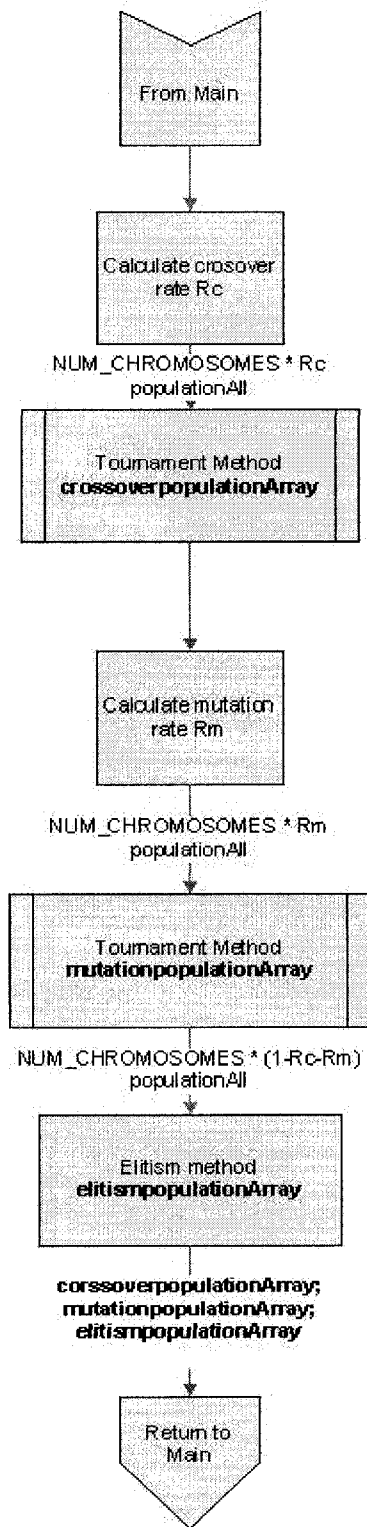 From Main
Calculate crosover
rate Rc
NUM_CHROMOSOMES * Rc
populationAll
Tournament Method
crossoverpopulationArray
Calculate mutation
rate Rm
NUM_CHROMOSOMES * Rm
populationAll
Tournament Method
mutationpopulationArray
NUM_CHROMOSOMES * (1-Rc-Rm)
populationAll
Elitism method
elitismpopulationArray
corssoverpopulationArray;
mutationpopulationArray;
elitismpopulationArray
Return to
Main